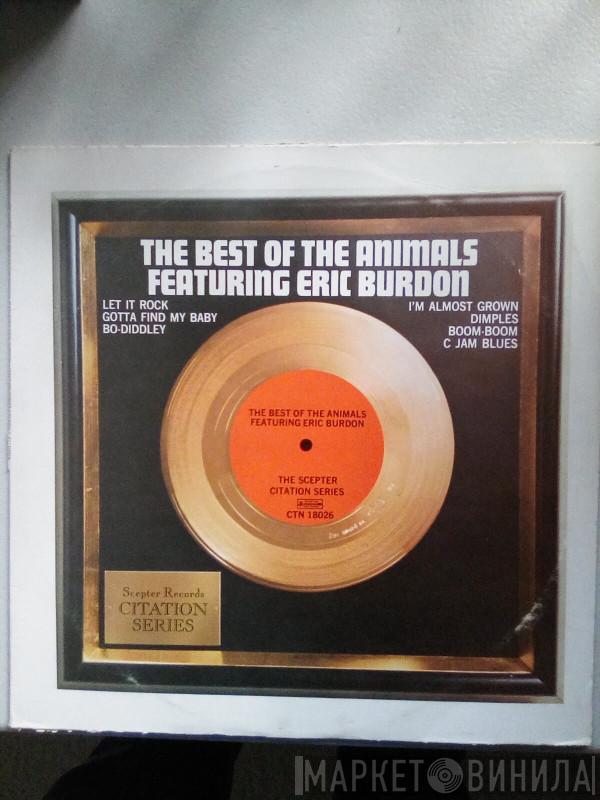 THE BEST OF THE ANIMALS
FEATURING ERIC BURDON
LET IT ROCK
GOTTA FIND MY BABY
BO-DIDDLEY
I'M ALMOST GROWN
DIMPLES
BOOM-BOOM
C JAM BLUES
THE BEST OF THE ANIMALS
FEATURING ERIC BURDON
THE SCEPTER
CITATION SERIES
CTN 18026
Scepter Records
CITATION
SERIES
МАРКЕТ ВИНИЛА